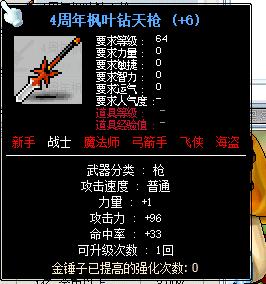 4周年枫叶钻天枪 (+6)
要求等级: 64
要求力量: 0
要求敏捷: 0
要求智力: 0
要求运气: 0
要求人气度: -
道具等级: -
道具经验值: -
新手 战士 魔法师 弓箭手 飞侠 海盗
武器分类: 枪
攻击速度: 普通
力量: +1
攻击力: +96
命中率: +33
可升级次数: 1回
金锤子已提高的强化次数: 0